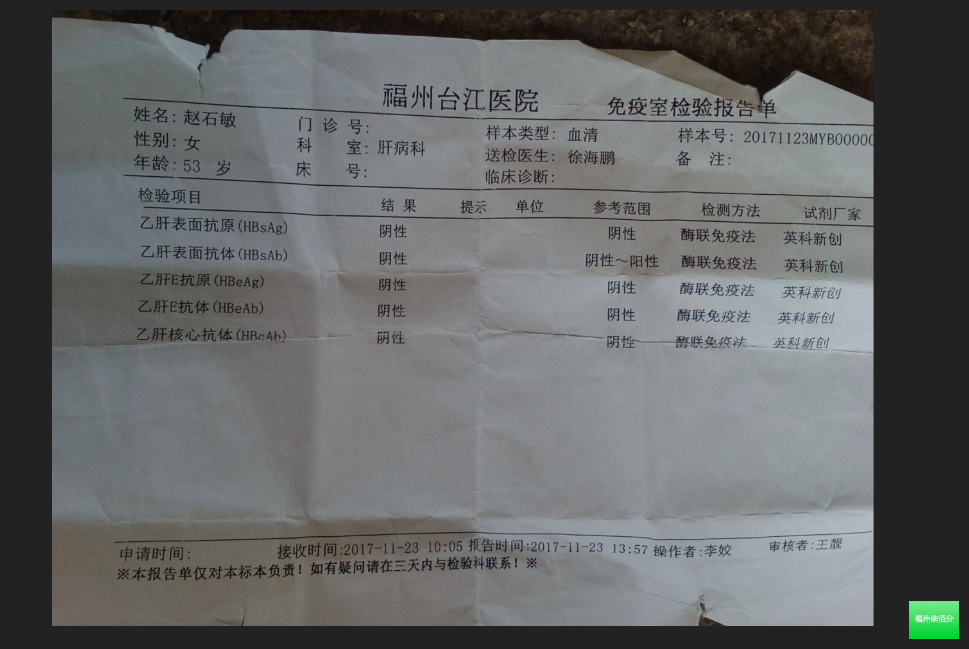 福州台江医院 免疫室检验报告单
姓名: 赵石敏 门 诊 号: 样本类型: 血清 样本号: 20171123MYB00000
性别: 女 科 室: 肝病科 送检医生: 徐海鹏 备 注:
年龄: 53 岁 床 号: 临床诊断:
检验项目 结 果 提示 单位 参考范围 检测方法 试剂厂家
乙肝表面抗原(HBsAg) 阴性 阴性 酶联免疫法 英科新创
乙肝表面抗体(HBsAb) 阴性 阴性～阳性 酶联免疫法 英科新创
乙肝E抗原(HBeAg) 阴性 阴性 酶联免疫法 英科新创
乙肝E抗体(HBeAb) 阴性 阴性 酶联免疫法 英科新创
乙肝核心抗体(HBcAb) 阴性 阴性 酶联免疫法 英科新创
申请时间: 接收时间:2017-11-23 10:05 报告时间:2017-11-23 13:57 操作者:李姣 审核者:王靓
※本报告单仅对本标本负责！如有疑问请在三天内与检验科联系！※
福州依佰分